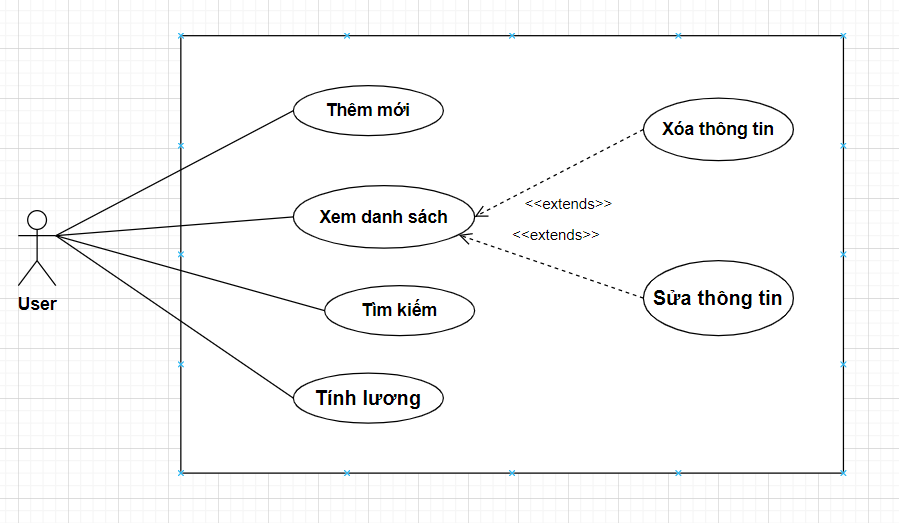 Thêm mới
Xóa thông tin
Xem danh sách
<<extends>>
<<extends>>
Sửa thông tin
User
Tìm kiếm
Tính lương